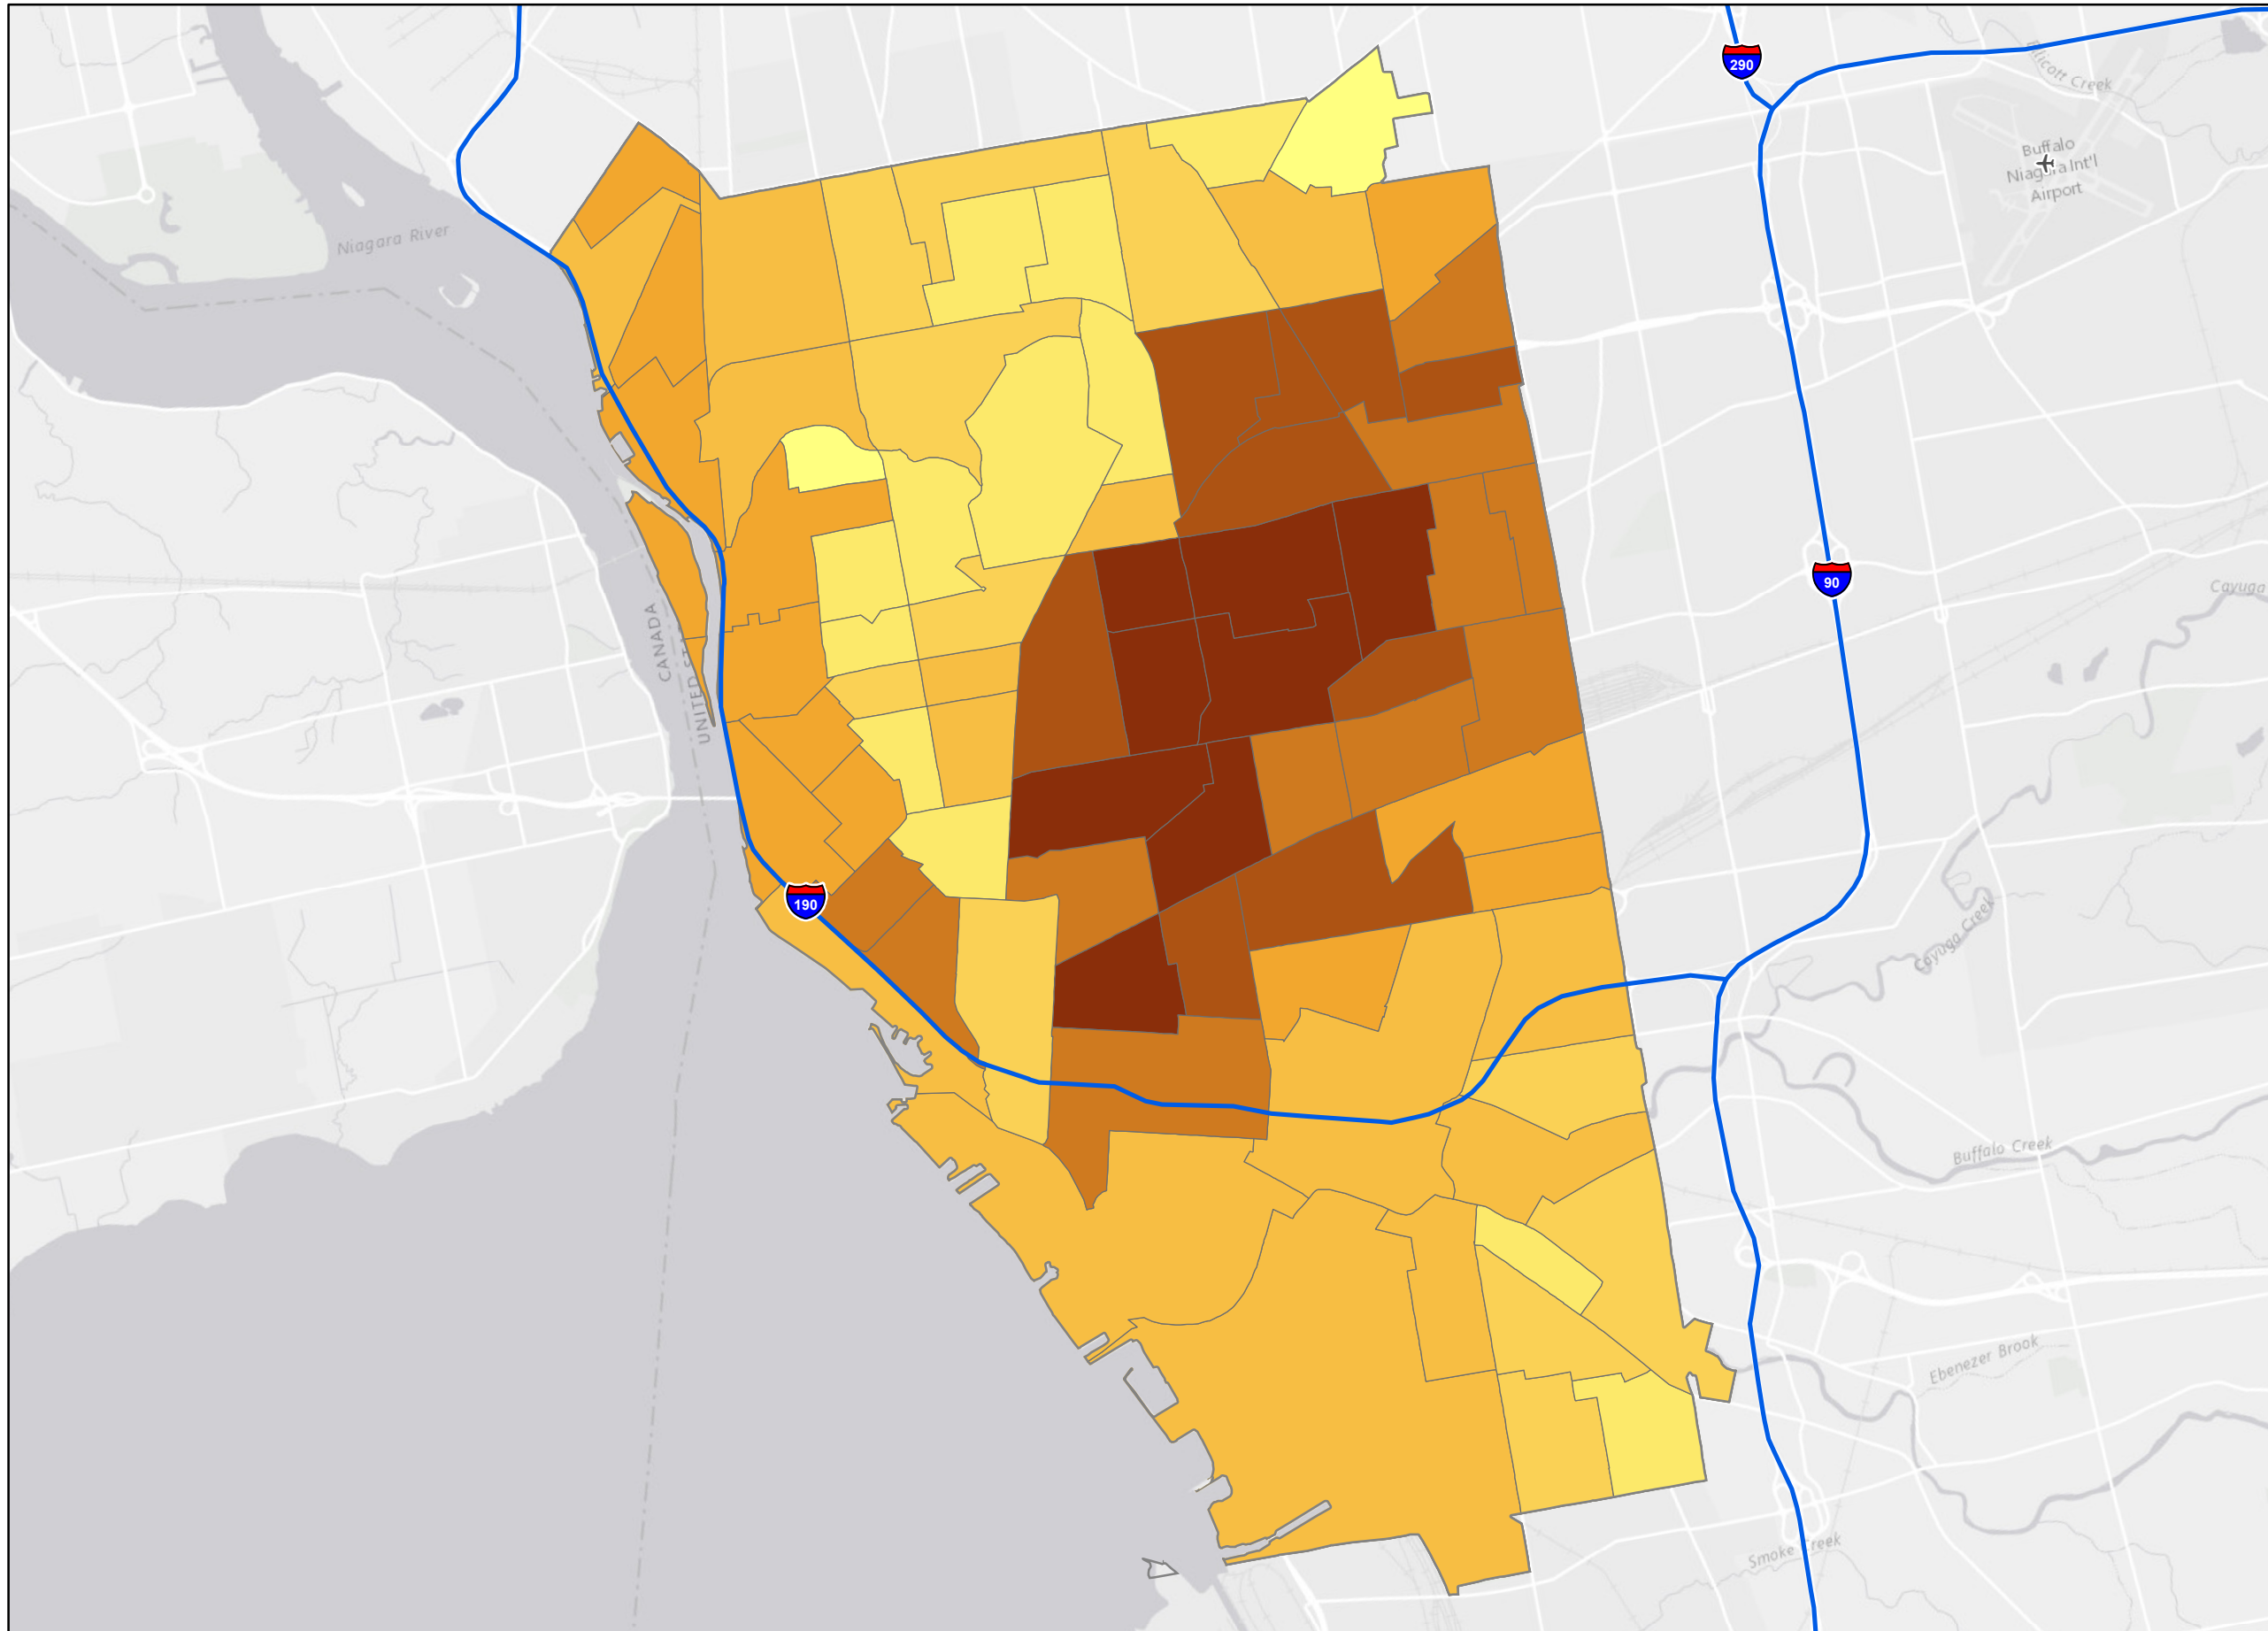 290
Ellicott Creek
Buffalo
Niagara Int'l
Airport
Niagara River
90
Cayuga
CANADA
UNITED ST
190
Cayuga Creek
Buffalo Creek
Ebenezer Brook
Smoke Creek